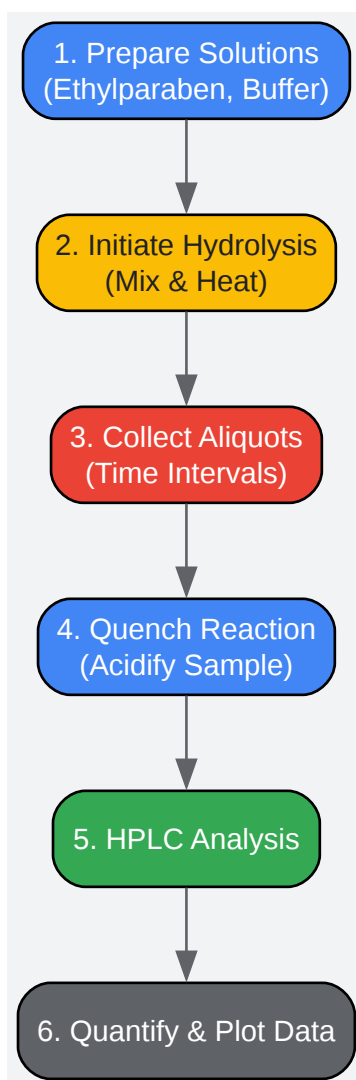 1. Prepare Solutions
(Ethylparaben, Buffer)
2. Initiate Hydrolysis
(Mix & Heat)
3. Collect Aliquots
(Time Intervals)
4. Quench Reaction
(Acidify Sample)
5. HPLC Analysis
6. Quantify & Plot Data